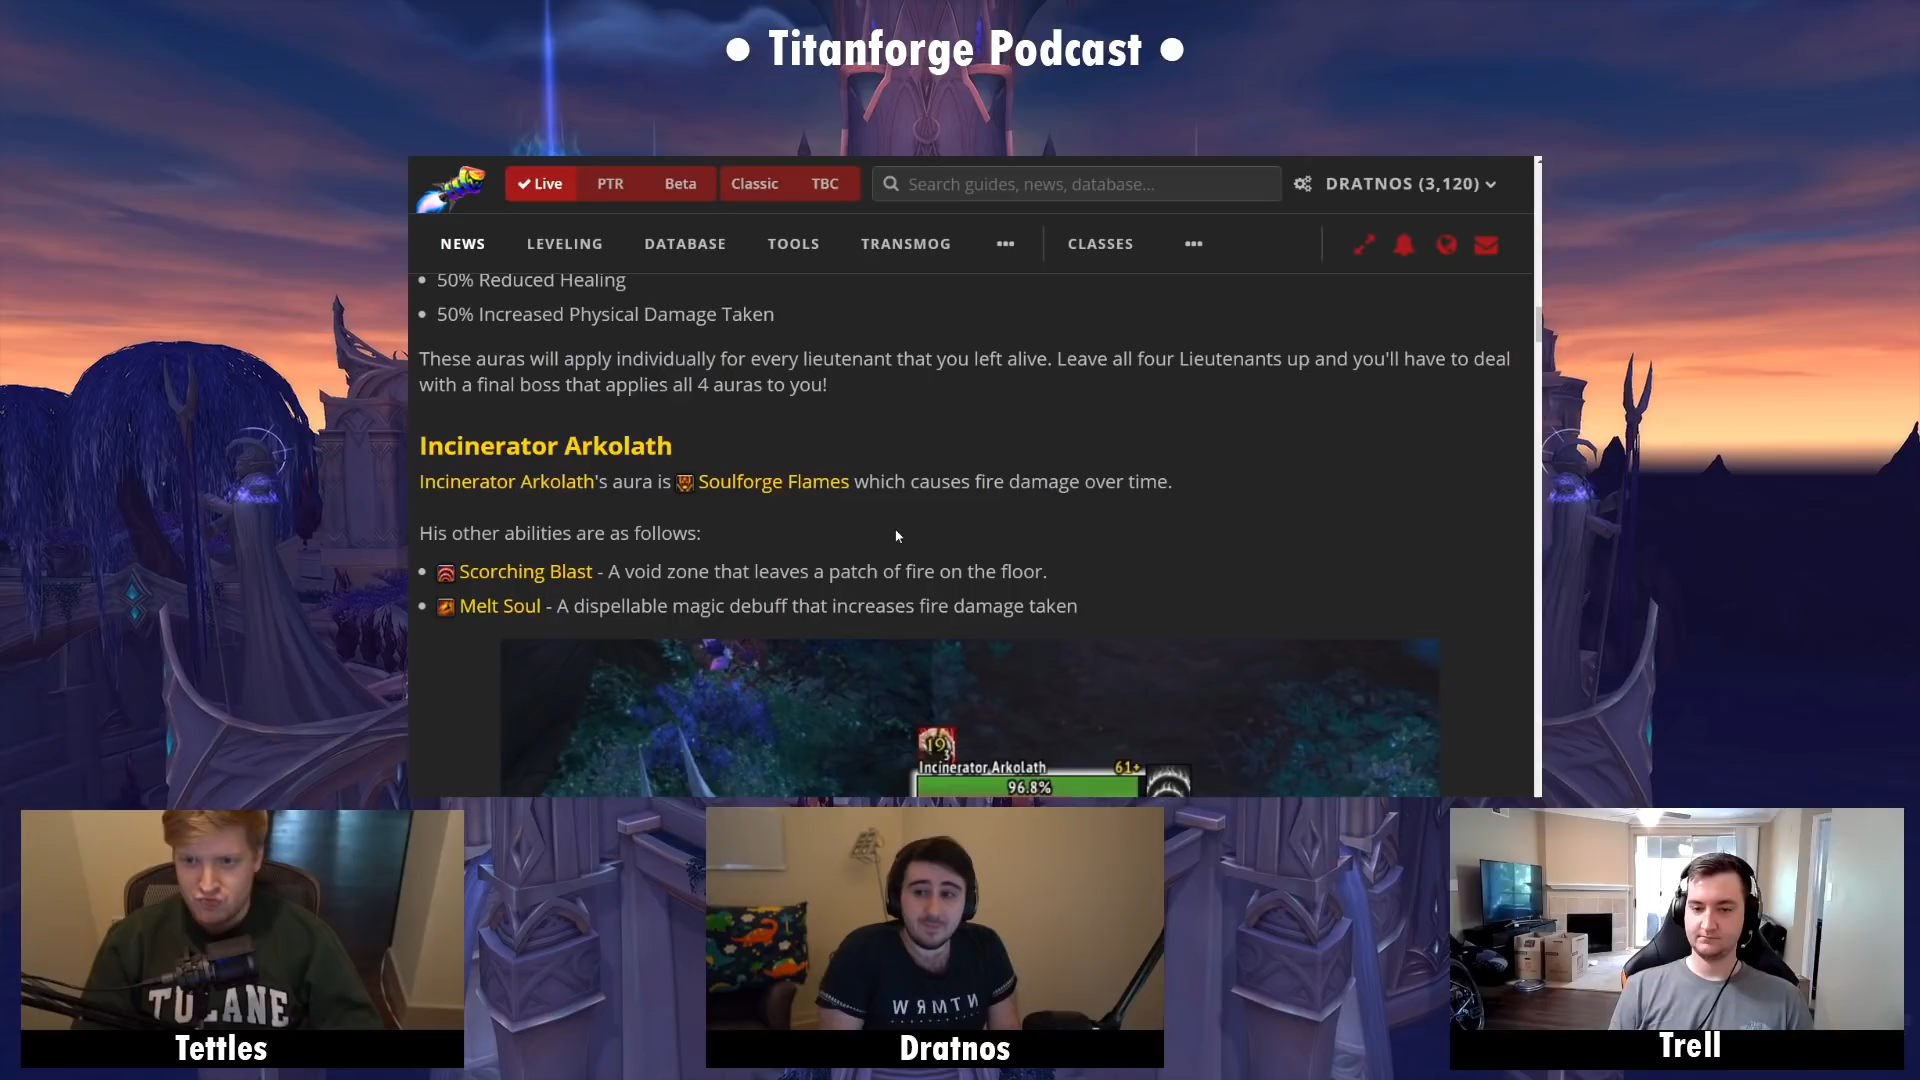 • Titanforge Podcast •
Live PTR Beta Classic TBC Search guides, news, database... DRATNOS (3,120)
NEWS LEVELING DATABASE TOOLS TRANSMOG ••• CLASSES •••
• 50% Reduced Healing
• 50% Increased Physical Damage Taken
These auras will apply individually for every lieutenant that you left alive. Leave all four Lieutenants up and you'll have to deal
with a final boss that applies all 4 auras to you!
Incinerator Arkolath
Incinerator Arkolath's aura is Soulforge Flames which causes fire damage over time.
His other abilities are as follows:
• Scorching Blast - A void zone that leaves a patch of fire on the floor.
• Melt Soul - A dispellable magic debuff that increases fire damage taken
19
3
Incinerator Arkolath 61+
96.8%
TULANE
NTMRW
Tettles
Dratnos
Trell